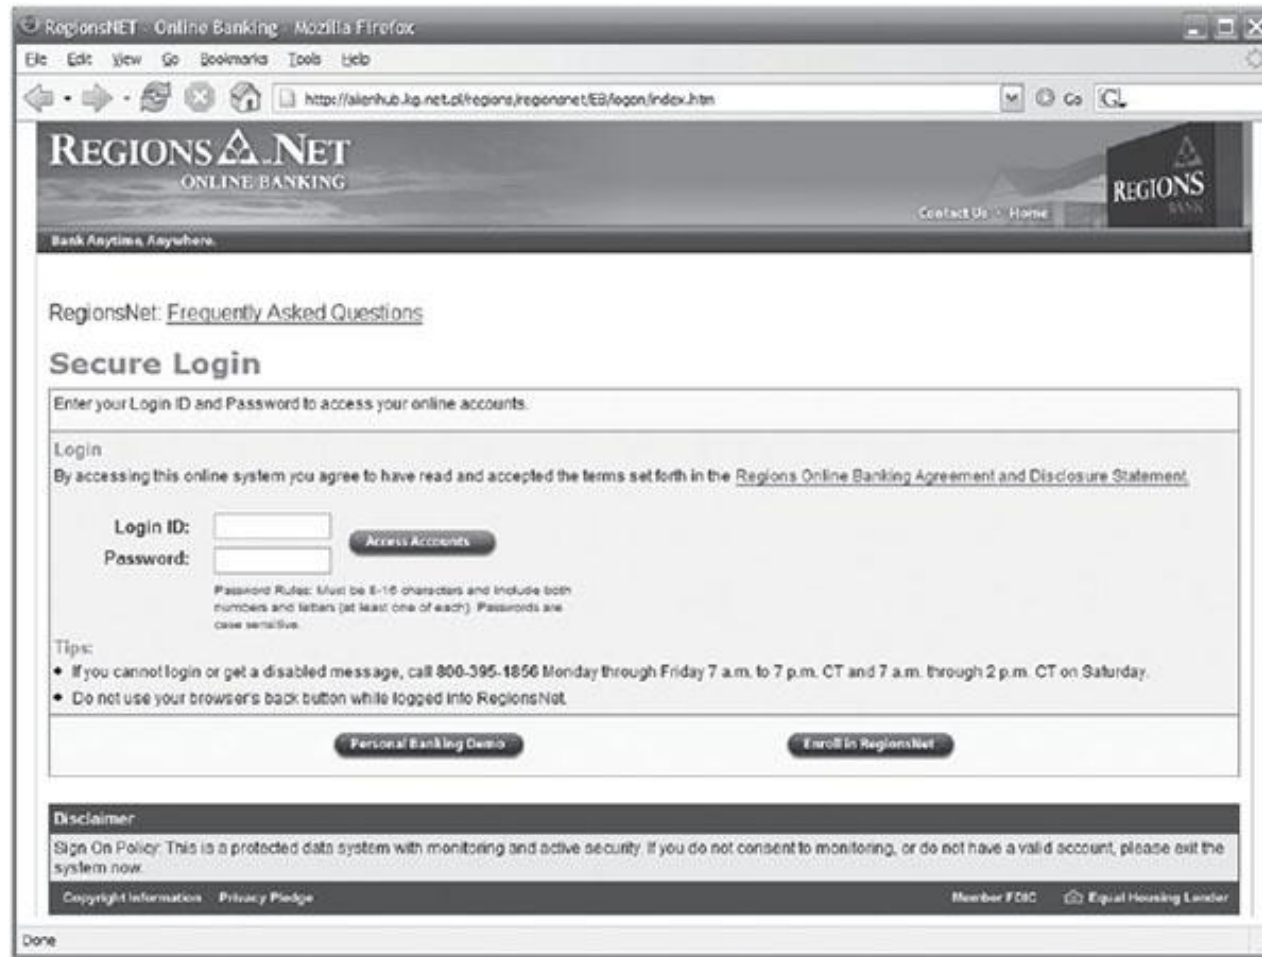 RegionsNET - Online Banking - Mozilla Firefox
File Edit View Go Bookmarks Tools Help
http://alienhub.kg.net.pl/regions/regionsnet/EB/logon/index.htm Go
REGIONS NET
ONLINE BANKING
REGIONS
BANK
Contact Us Home
Bank Anytime, Anywhere.
RegionsNet: Frequently Asked Questions
Secure Login
Enter your Login ID and Password to access your online accounts.
Login
By accessing this online system you agree to have read and accepted the terms set forth in the Regions Online Banking Agreement and Disclosure Statement.
Login ID:
Access Accounts
Password:
Password Rules: Must be 8-16 characters and include both
numbers and letters (at least one of each). Passwords are
case sensitive.
Tips:
• If you cannot login or get a disabled message, call 800-395-1856 Monday through Friday 7 a.m. to 7 p.m. CT and 7 a.m. through 2 p.m. CT on Saturday.
• Do not use your browser's back button while logged into RegionsNet.
Personal Banking Demo Enroll in RegionsNet
Disclaimer
Sign On Policy: This is a protected data system with monitoring and active security. If you do not consent to monitoring, or do not have a valid account, please exit the
system now.
Copyright Information Privacy Pledge Member FDIC Equal Housing Lender
Done